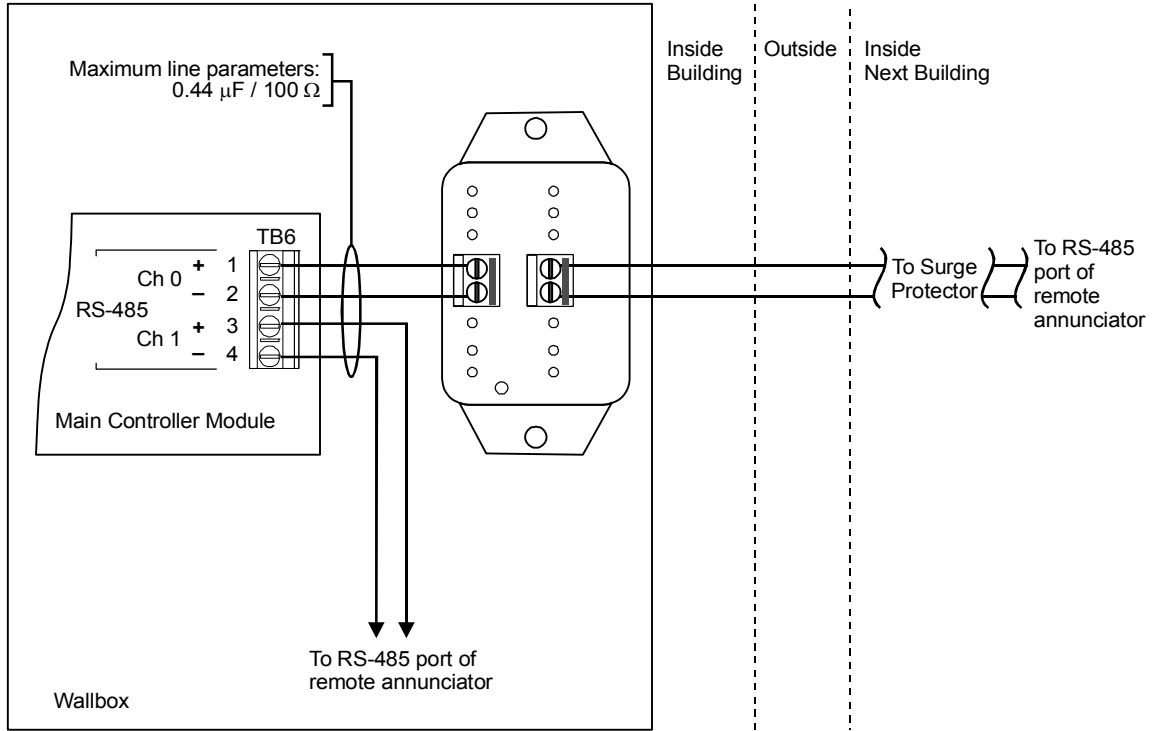 Maximum line parameters:
0.44 µF / 100 Ω
Inside
Building
Outside
Inside
Next Building
TB6
Ch 0
+ 1
− 2
RS-485
Ch 1
+ 3
− 4
Main Controller Module
To Surge
Protector
To RS-485
port of
remote
annunciator
To RS-485 port of
remote annunciator
Wallbox